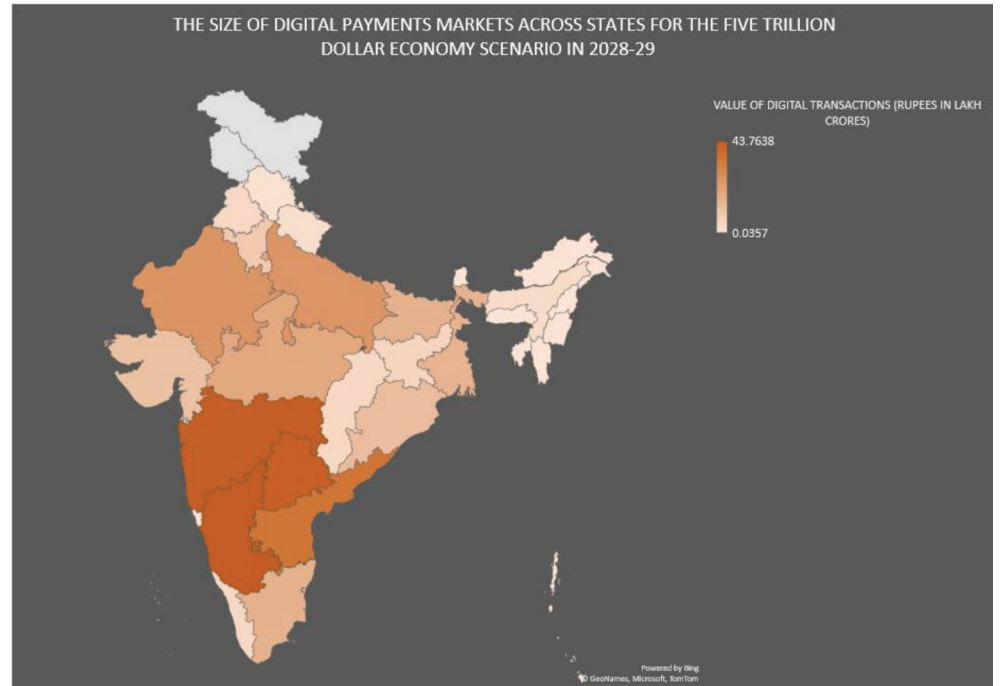 THE SIZE OF DIGITAL PAYMENTS MARKETS ACROSS STATES FOR THE FIVE TRILLION
DOLLAR ECONOMY SCENARIO IN 2028-29
VALUE OF DIGITAL TRANSACTIONS (RUPEES IN LAKH
CRORES)
43.7638
0.0357
Powered by Bing
© GeoNames, Microsoft, TomTom